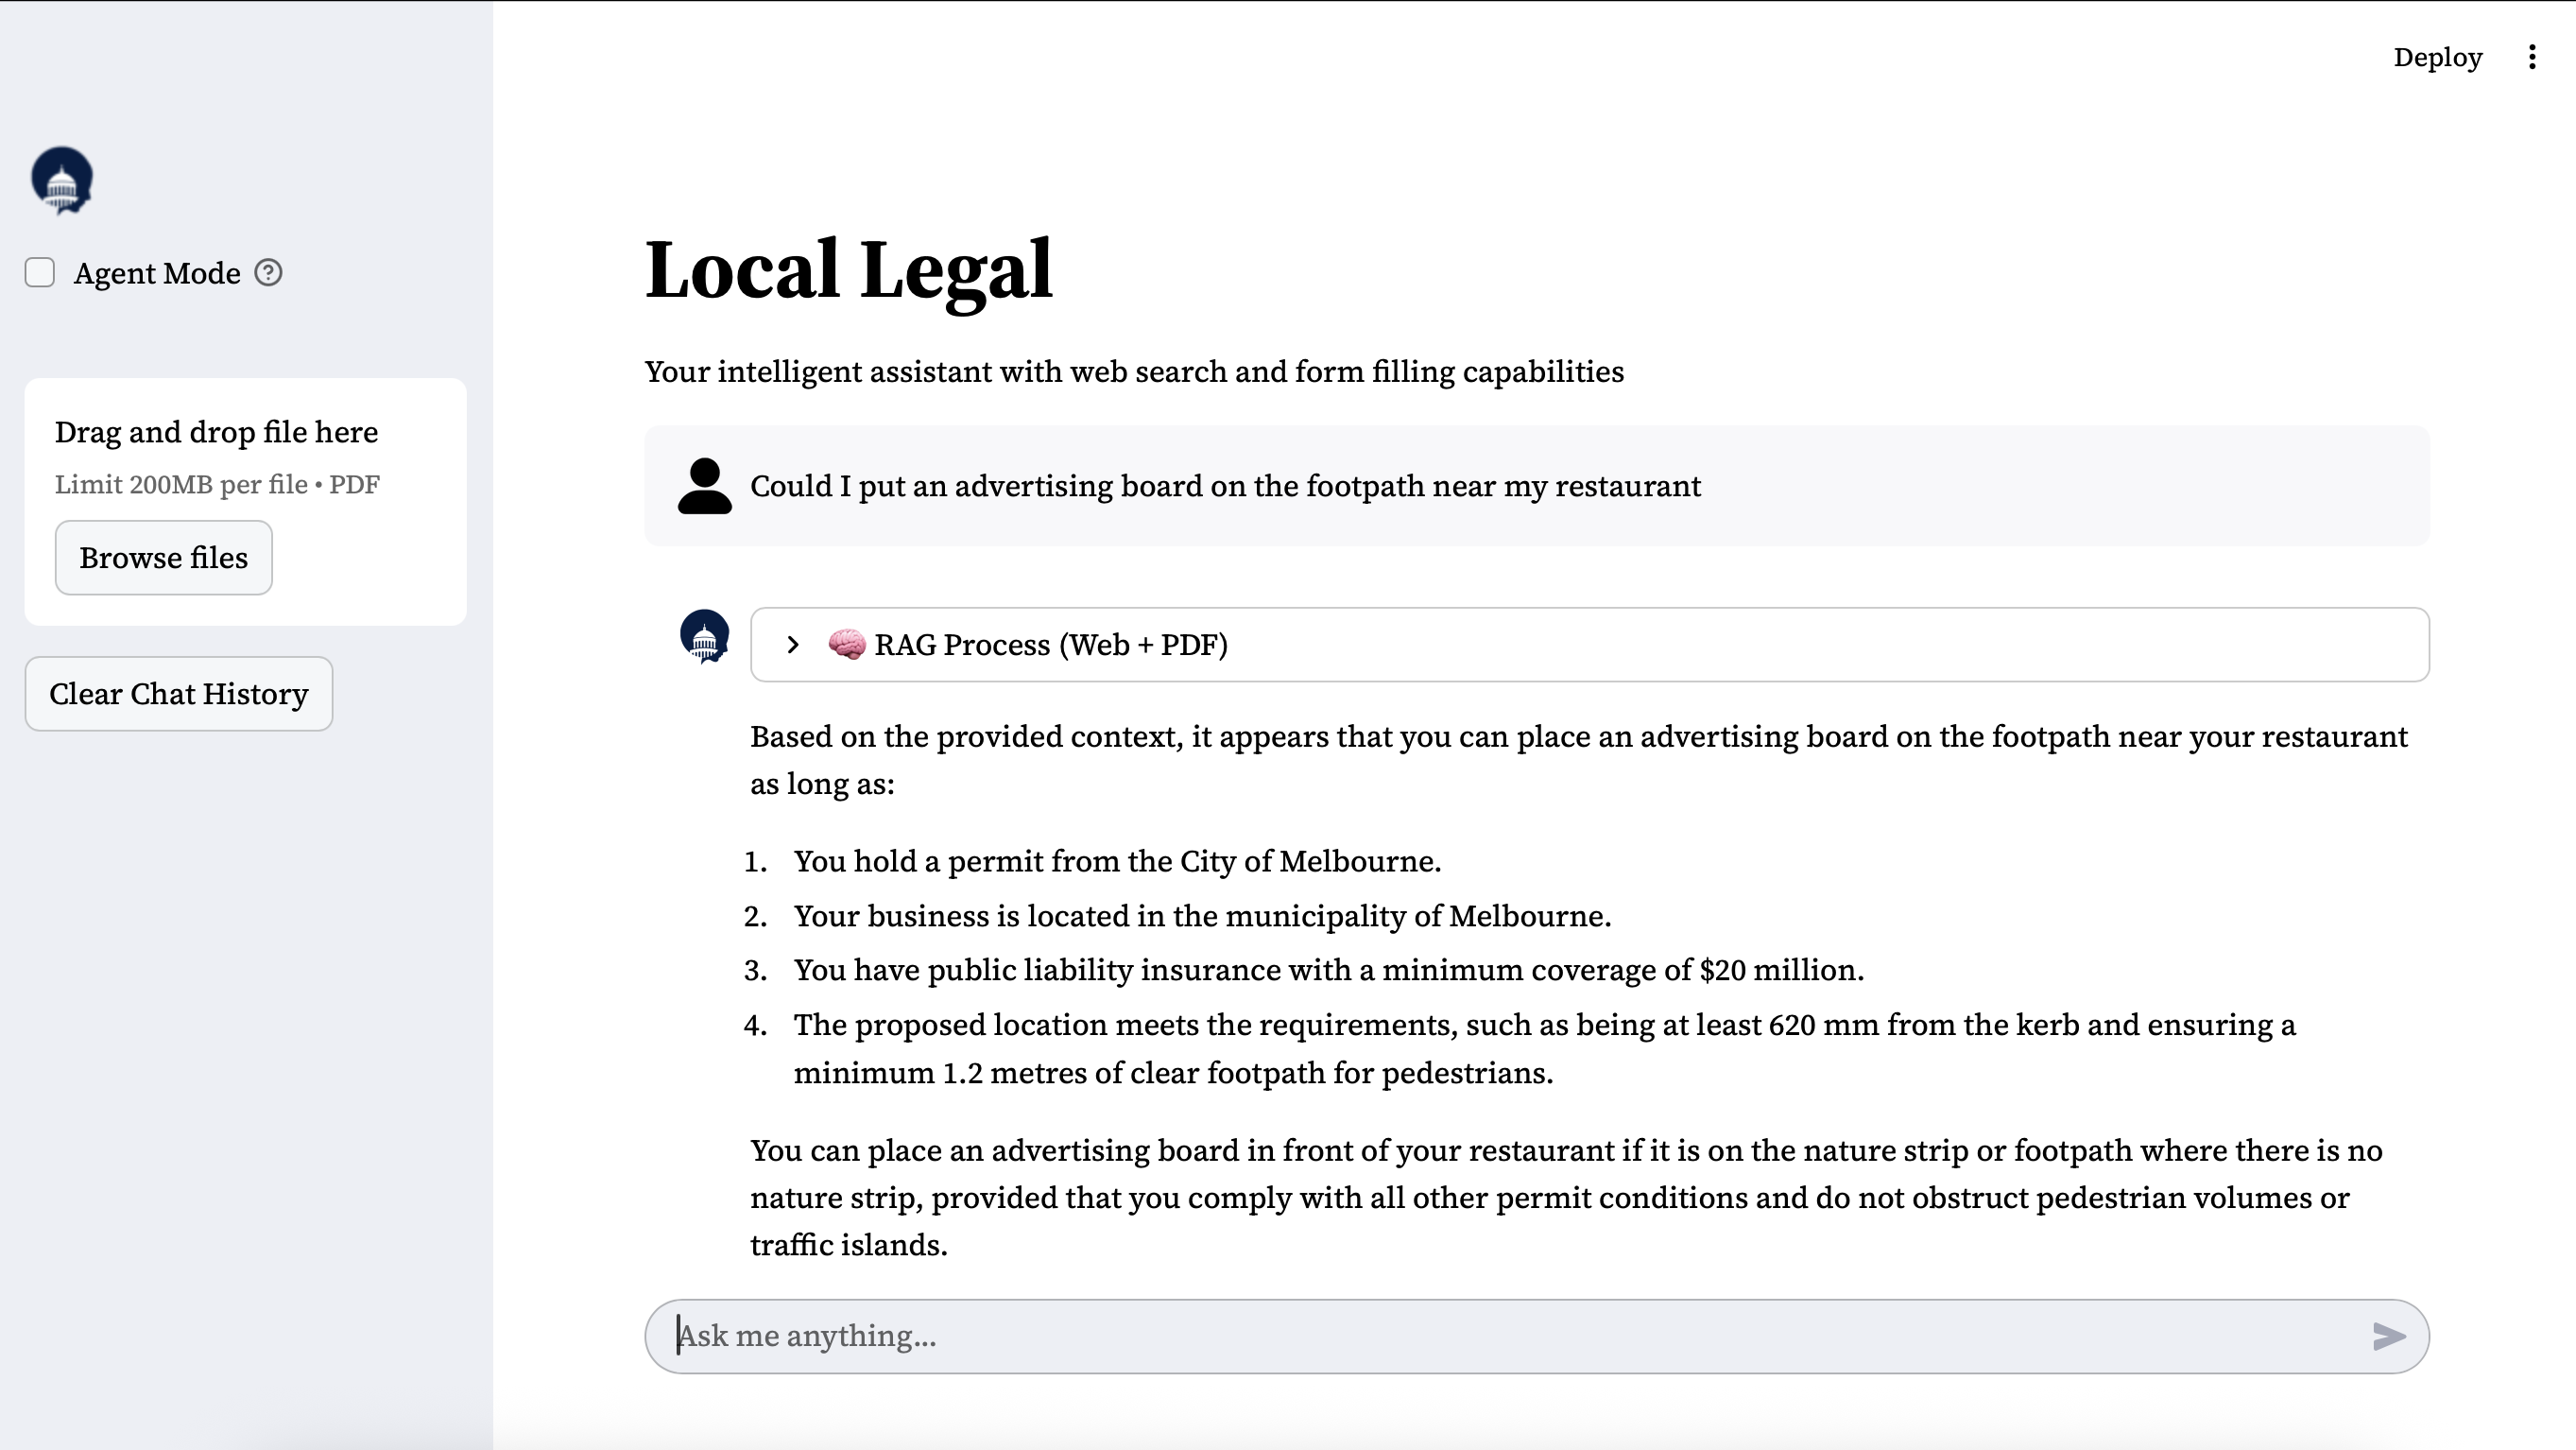 Deploy
Agent Mode
Drag and drop file here
Limit 200MB per file • PDF
Browse files
Clear Chat History
Local Legal
Your intelligent assistant with web search and form filling capabilities
Could I put an advertising board on the footpath near my restaurant
🧠 RAG Process (Web + PDF)
Based on the provided context, it appears that you can place an advertising board on the footpath near your restaurant
as long as:
1. You hold a permit from the City of Melbourne.
2. Your business is located in the municipality of Melbourne.
3. You have public liability insurance with a minimum coverage of $20 million.
4. The proposed location meets the requirements, such as being at least 620 mm from the kerb and ensuring a
minimum 1.2 metres of clear footpath for pedestrians.
You can place an advertising board in front of your restaurant if it is on the nature strip or footpath where there is no
nature strip, provided that you comply with all other permit conditions and do not obstruct pedestrian volumes or
traffic islands.
Ask me anything...